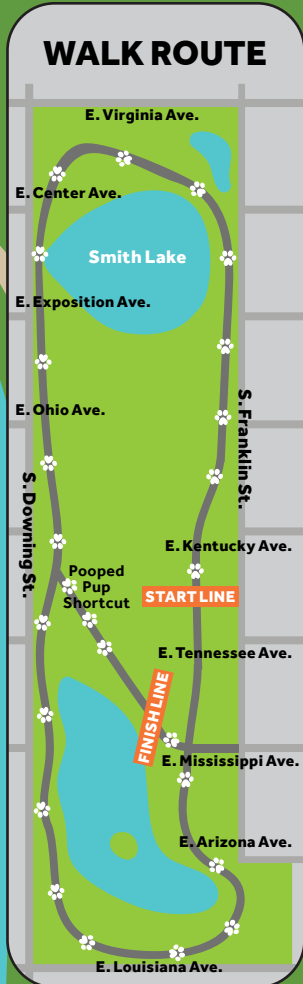 WALK ROUTE
E. Virginia Ave.
E. Center Ave.
Smith Lake
E. Exposition Ave.
E. Ohio Ave.
S. Franklin St.
S. Downing St.
E. Kentucky Ave.
Pooped
Pup
Shortcut
START LINE
E. Tennessee Ave.
FINISH LINE
E. Mississippi Ave.
E. Arizona Ave.
E. Louisiana Ave.